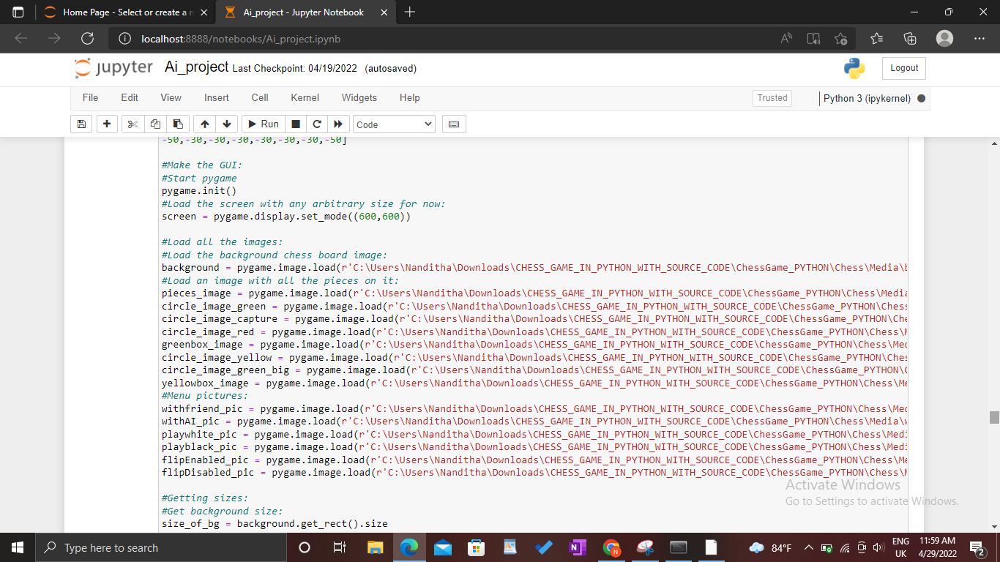 Home Page - Select or create a n
Ai_project - Jupyter Notebook
localhost:8888/notebooks/Ai_project.ipynb
jupyter Ai_project Last Checkpoint: 04/19/2022 (autosaved)
Logout
File Edit View Insert Cell Kernel Widgets Help
Trusted
Python 3 (ipykernel)
Run
Code
-50,-30,-30,-30,-30,-30,-30,-50]
#Make the GUI:
#Start pygame
pygame.init()
#Load the screen with any arbitrary size for now:
screen = pygame.display.set_mode((600,600))
#Load all the images:
#Load the background chess board image:
background = pygame.image.load(r'C:\Users\Nanditha\Downloads\CHESS_GAME_IN_PYTHON_WITH_SOURCE_CODE\ChessGame_PYTHON\Chess\Media\b
#Load an image with all the pieces on it:
pieces_image = pygame.image.load(r'C:\Users\Nanditha\Downloads\CHESS_GAME_IN_PYTHON_WITH_SOURCE_CODE\ChessGame_PYTHON\Chess\Media
circle_image_green = pygame.image.load(r'C:\Users\Nanditha\Downloads\CHESS_GAME_IN_PYTHON_WITH_SOURCE_CODE\ChessGame_PYTHON\Chess
circle_image_capture = pygame.image.load(r'C:\Users\Nanditha\Downloads\CHESS_GAME_IN_PYTHON_WITH_SOURCE_CODE\ChessGame_PYTHON\Che
circle_image_red = pygame.image.load(r'C:\Users\Nanditha\Downloads\CHESS_GAME_IN_PYTHON_WITH_SOURCE_CODE\ChessGame_PYTHON\Chess\M
greenbox_image = pygame.image.load(r'C:\Users\Nanditha\Downloads\CHESS_GAME_IN_PYTHON_WITH_SOURCE_CODE\ChessGame_PYTHON\Chess\Med
circle_image_yellow = pygame.image.load(r'C:\Users\Nanditha\Downloads\CHESS_GAME_IN_PYTHON_WITH_SOURCE_CODE\ChessGame_PYTHON\Ches
circle_image_green_big = pygame.image.load(r'C:\Users\Nanditha\Downloads\CHESS_GAME_IN_PYTHON_WITH_SOURCE_CODE\ChessGame_PYTHON\C
yellowbox_image = pygame.image.load(r'C:\Users\Nanditha\Downloads\CHESS_GAME_IN_PYTHON_WITH_SOURCE_CODE\ChessGame_PYTHON\Chess\Me
#Menu pictures:
withfriend_pic = pygame.image.load(r'C:\Users\Nanditha\Downloads\CHESS_GAME_IN_PYTHON_WITH_SOURCE_CODE\ChessGame_PYTHON\Chess\Med
withAI_pic = pygame.image.load(r'C:\Users\Nanditha\Downloads\CHESS_GAME_IN_PYTHON_WITH_SOURCE_CODE\ChessGame_PYTHON\Chess\Media\w
playwhite_pic = pygame.image.load(r'C:\Users\Nanditha\Downloads\CHESS_GAME_IN_PYTHON_WITH_SOURCE_CODE\ChessGame_PYTHON\Chess\Medi
playblack_pic = pygame.image.load(r'C:\Users\Nanditha\Downloads\CHESS_GAME_IN_PYTHON_WITH_SOURCE_CODE\ChessGame_PYTHON\Chess\Medi
flipEnabled_pic = pygame.image.load(r'C:\Users\Nanditha\Downloads\CHESS_GAME_IN_PYTHON_WITH_SOURCE_CODE\ChessGame_PYTHON\Chess\Me
flipDisabled_pic = pygame.image.load(r'C:\Users\Nanditha\Downloads\CHESS_GAME_IN_PYTHON_WITH_SOURCE_CODE\ChessGame_PYTHON\Chess\M
#Getting sizes:
#Get background size:
size_of_bg = background.get_rect().size
Activate Windows
Go to Settings to activate Windows.
Type here to search
84°F
ENG
UK
11:59 AM
4/29/2022
2